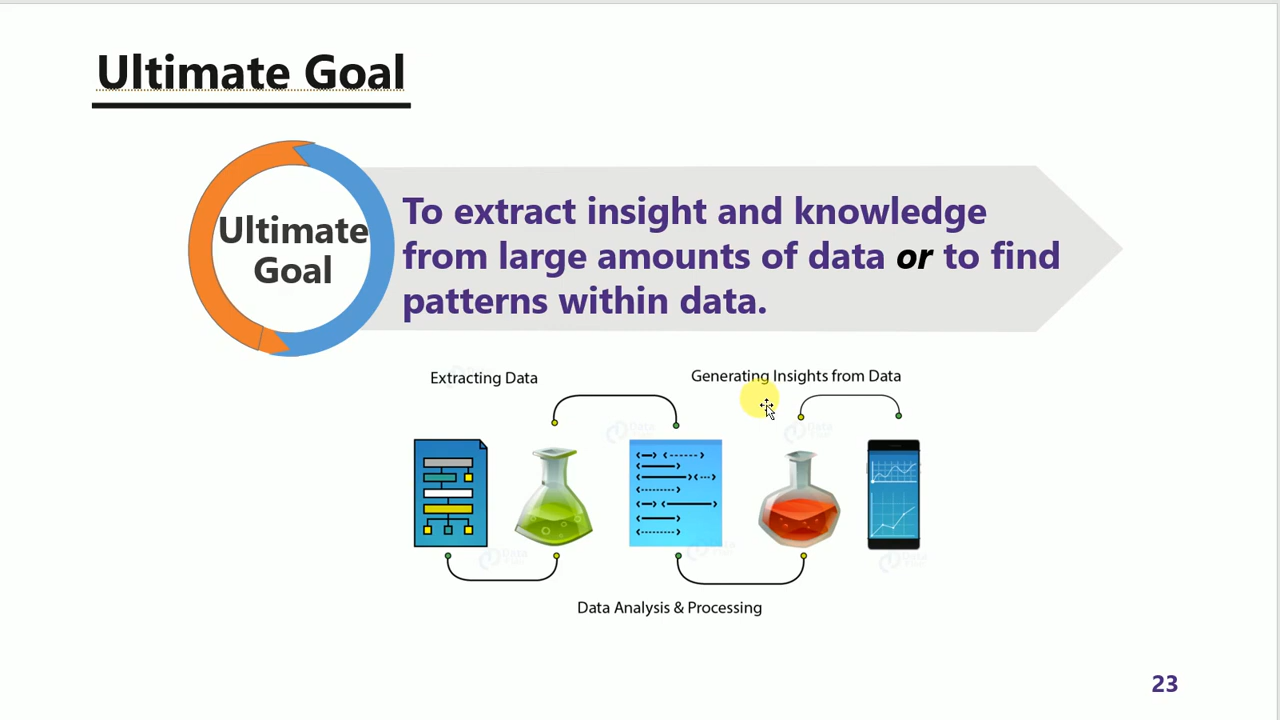 Ultimate Goal
Ultimate
Goal
To extract insight and knowledge
from large amounts of data or to find
patterns within data.
Extracting Data
Generating Insights from Data
Data Analysis & Processing
23